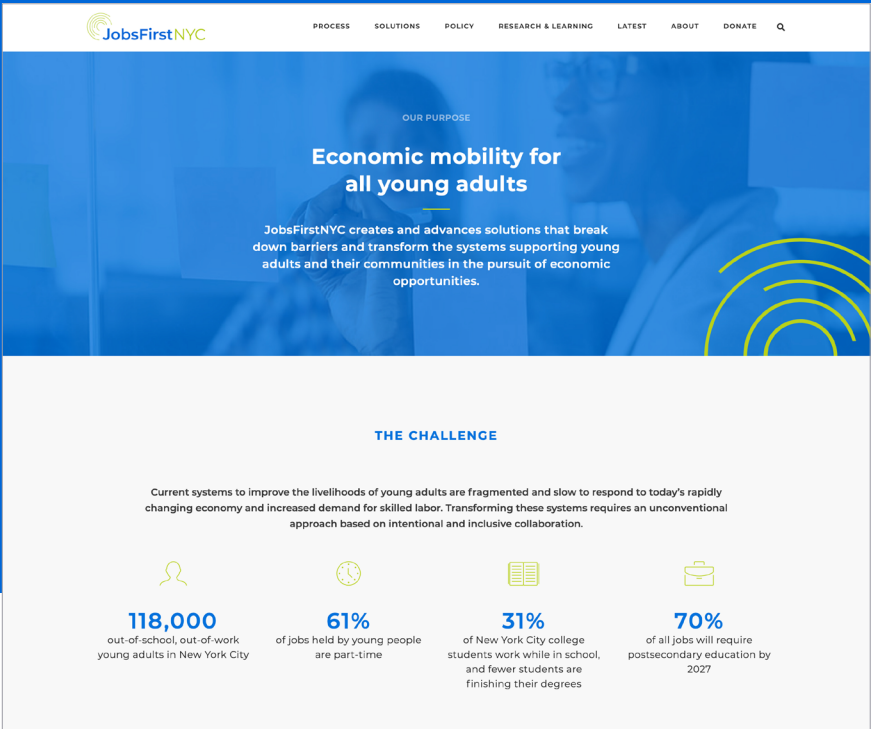 JobsFirstNYC
PROCESS SOLUTIONS POLICY RESEARCH & LEARNING LATEST ABOUT DONATE
OUR PURPOSE
Economic mobility for
all young adults
JobsFirstNYC creates and advances solutions that break
down barriers and transform the systems supporting young
adults and their communities in the pursuit of economic
opportunities.
THE CHALLENGE
Current systems to improve the livelihoods of young adults are fragmented and slow to respond to today's rapidly
changing economy and increased demand for skilled labor. Transforming these systems requires an unconventional
approach based on intentional and inclusive collaboration.
118,000
out-of-school, out-of-work
young adults in New York City
61%
of jobs held by young people
are part-time
31%
of New York City college
students work while in school,
and fewer students are
finishing their degrees
70%
of all jobs will require
postsecondary education by
2027